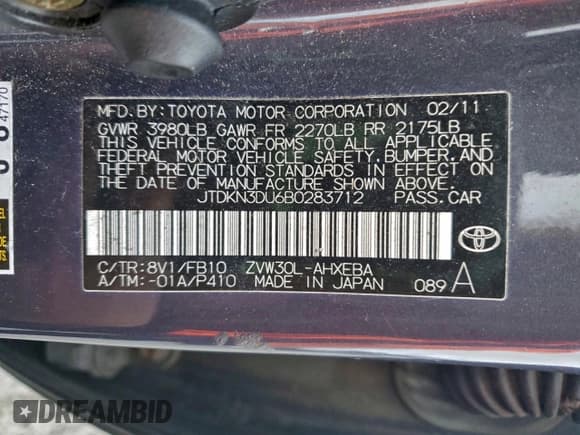 MFD. BY: TOYOTA MOTOR CORPORATION 02/11
GVWR 3980LB GAWR FR 2270LB RR 2175LB
THIS VEHICLE CONFORMS TO ALL APPLICABLE
FEDERAL MOTOR VEHICLE SAFETY, BUMPER, AND
THEFT PREVENTION STANDARDS IN EFFECT ON
THE DATE OF MANUFACTURE SHOWN ABOVE.
JTDKN3DU6B0283712 PASS. CAR
C/TR: 8V1/FB10 ZVW30L-AHXEBA
A/TM: -01A/P410 MADE IN JAPAN 089 A
47170
DREAMBID